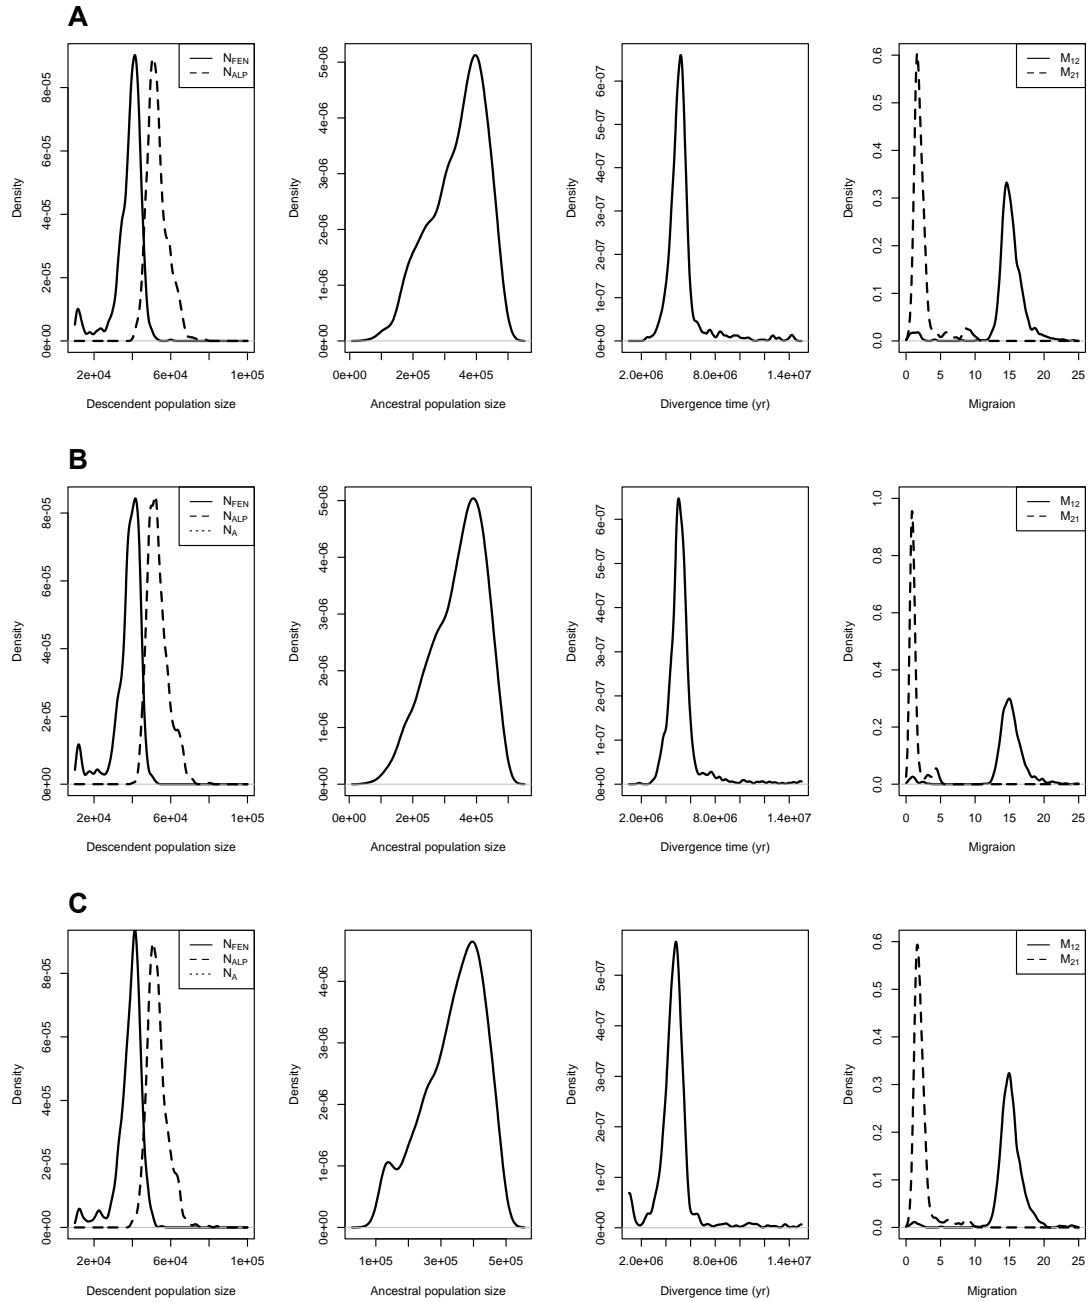 A
N_FEN
N_ALP
Density
0e+00 2e-05 4e-05 6e-05 8e-05
2e+04 6e+04 1e+05
Descendent population size
Density
0e+00 1e-06 2e-06 3e-06 4e-06 5e-06
0e+00 2e+05 4e+05
Ancestral population size
Density
0e+00 1e-07 2e-07 3e-07 4e-07 5e-07 6e-07
2.0e+06 8.0e+06 1.4e+07
Divergence time (yr)
M_12
M_21
Density
0.0 0.1 0.2 0.3 0.4 0.5 0.6
0 5 10 15 20 25
Migraion
B
N_FEN
N_ALP
N_A
Density
0e+00 2e-05 4e-05 6e-05 8e-05
2e+04 6e+04 1e+05
Descendent population size
Density
0e+00 1e-06 2e-06 3e-06 4e-06 5e-06
0e+00 2e+05 4e+05
Ancestral population size
Density
0e+00 1e-07 2e-07 3e-07 4e-07 5e-07 6e-07
2.0e+06 8.0e+06 1.4e+07
Divergence time (yr)
M_12
M_21
Density
0.0 0.2 0.4 0.6 0.8 1.0
0 5 10 15 20 25
Migraion
C
N_FEN
N_ALP
N_A
Density
0e+00 2e-05 4e-05 6e-05 8e-05
2e+04 6e+04 1e+05
Descendent population size
Density
0e+00 1e-06 2e-06 3e-06 4e-06
1e+05 3e+05 5e+05
Ancestral population size
Density
0e+00 1e-07 2e-07 3e-07 4e-07 5e-07
2.0e+06 8.0e+06 1.4e+07
Divergence time (yr)
M_12
M_21
Density
0.0 0.1 0.2 0.3 0.4 0.5 0.6
0 5 10 15 20 25
Migration